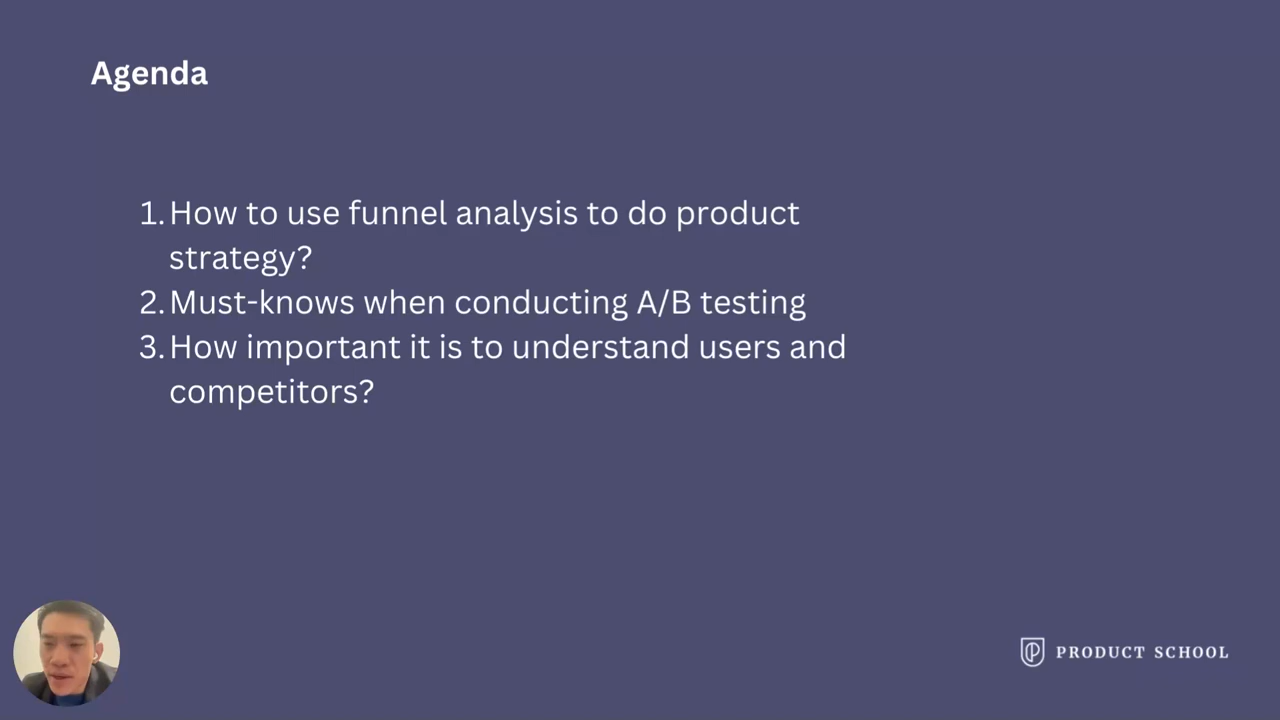 Agenda
1. How to use funnel analysis to do product
strategy?
2. Must-knows when conducting A/B testing
3. How important it is to understand users and
competitors?
PRODUCT SCHOOL